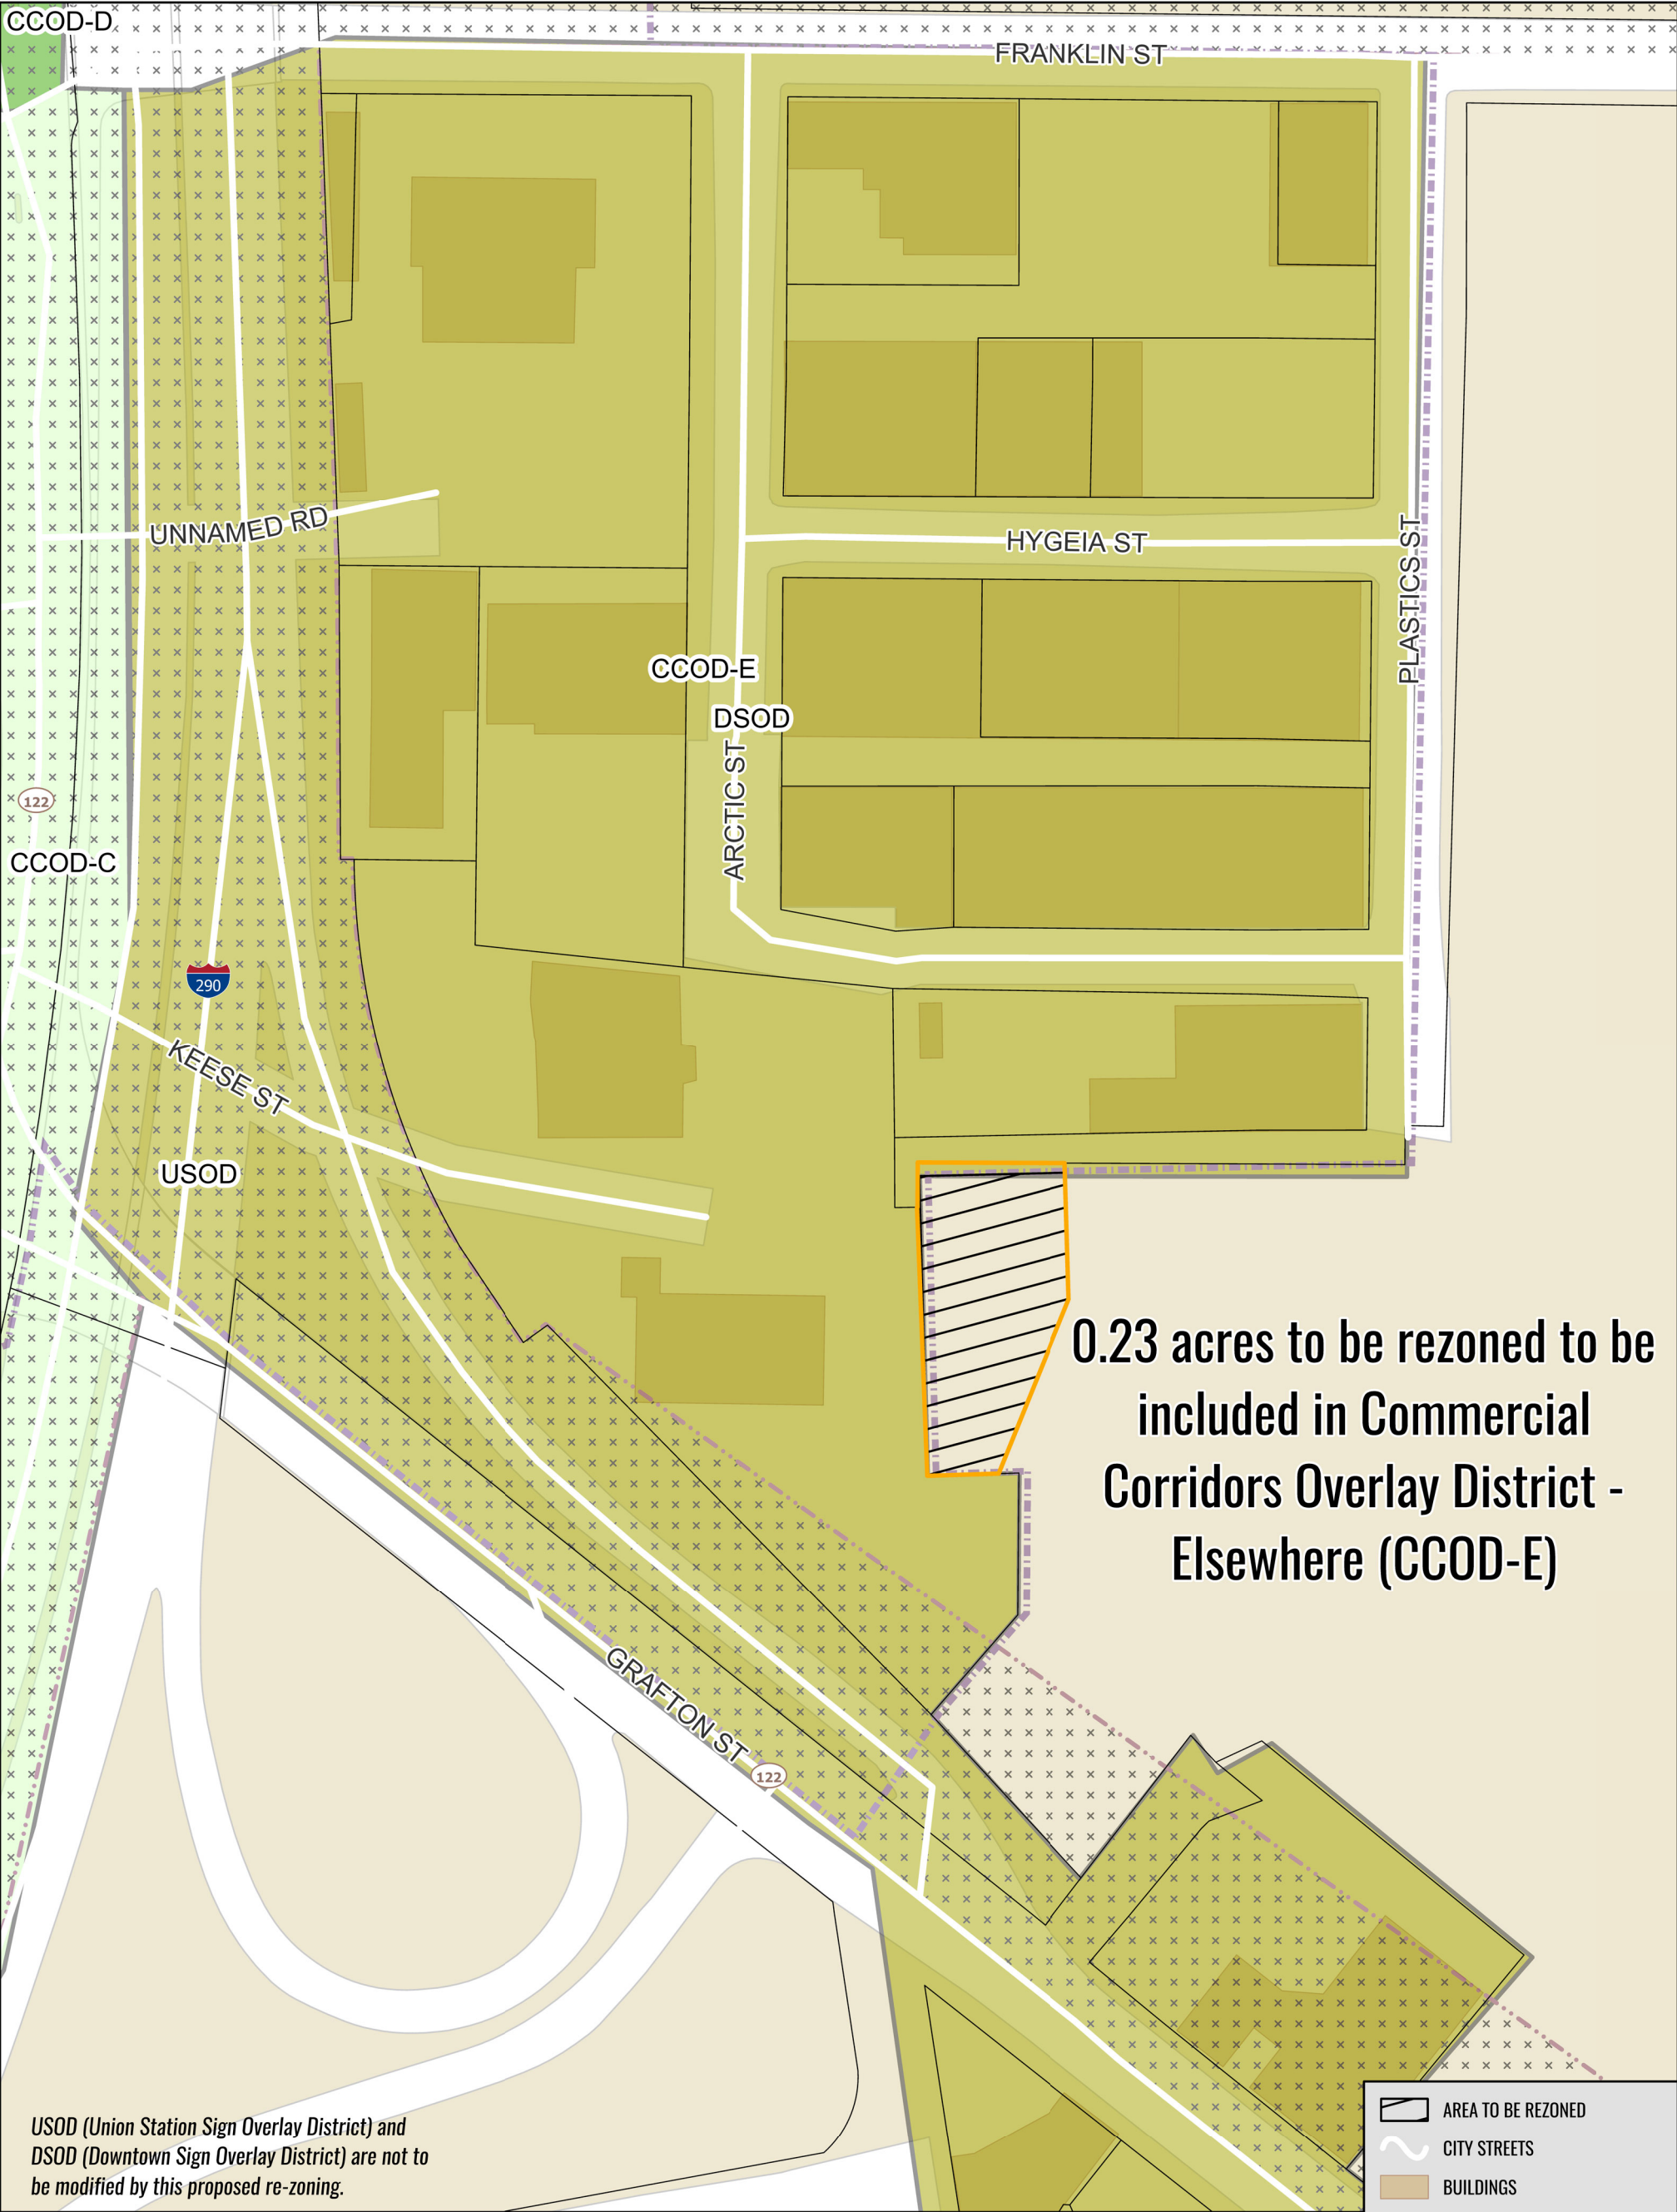 CCOD-D
FRANKLIN ST
UNNAMED RD
HYGEIA ST
PLASTICS ST
CCOD-E
DSOD
ARCTIC ST
122
CCOD-C
290
KEESE ST
USOD
0.23 acres to be rezoned to be
included in Commercial
Corridors Overlay District -
Elsewhere (CCOD-E)
GRAFTON ST
122
USOD (Union Station Sign Overlay District) and
DSOD (Downtown Sign Overlay District) are not to
be modified by this proposed re-zoning.
AREA TO BE REZONED
CITY STREETS
BUILDINGS